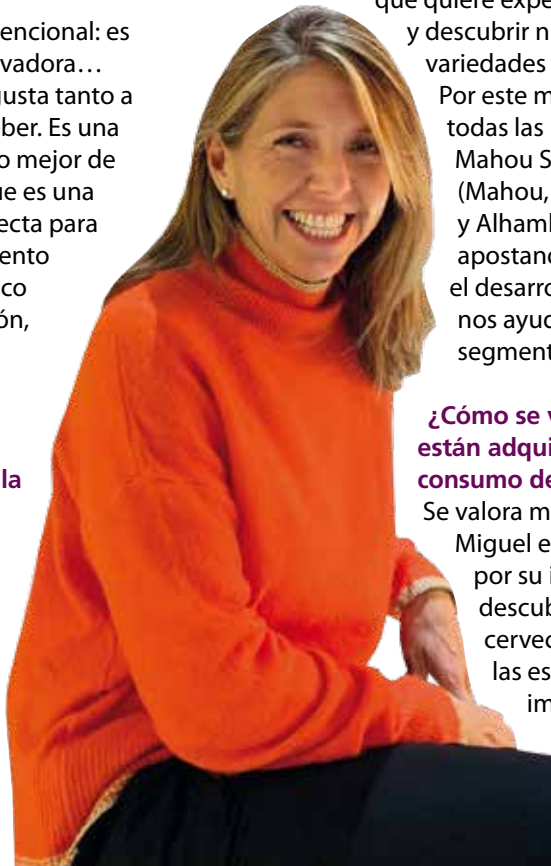 encional: es
vadora…
usta tanto a
ber. Es una
o mejor de
ue es una
ecta para
ento
co
ón,
la
que quiere expe
y descubrir n
variedades
Por este m
todas las
Mahou S
(Mahou,
y Alhamb
apostand
el desarro
nos ayud
segment
¿Cómo se v
están adqui
consumo de
Se valora m
Miguel e
por su i
descub
cervec
las es
im